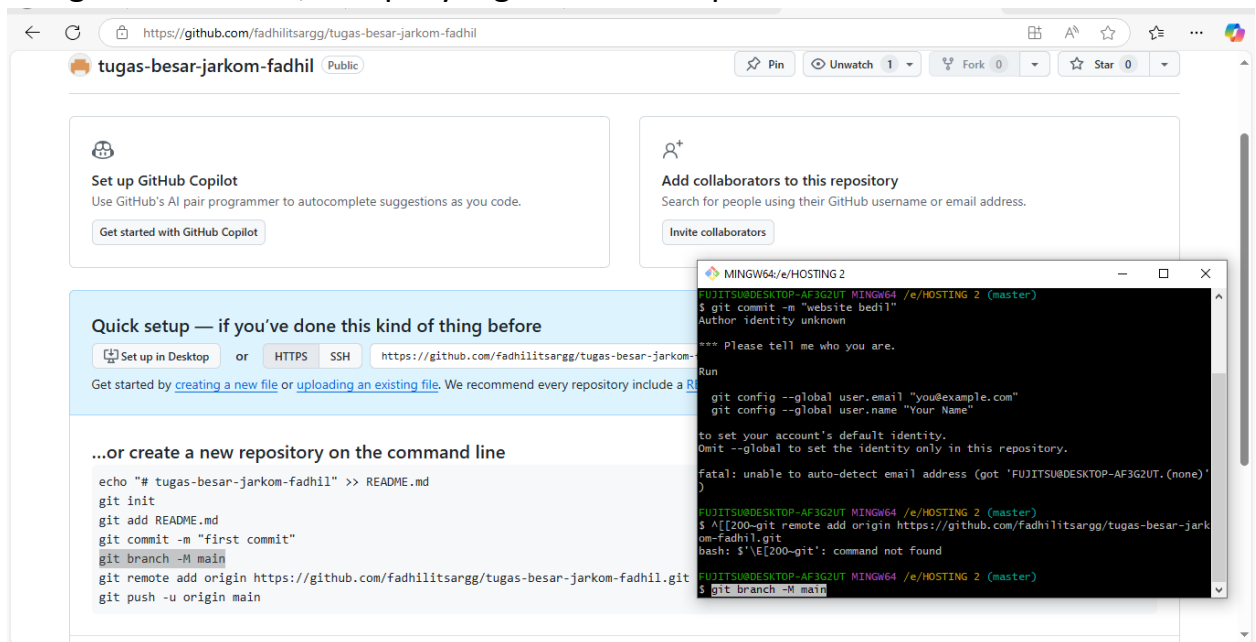 https://github.com/fadhilitsargg/tugas-besar-jarkom-fadhil
tugas-besar-jarkom-fadhil Public
Pin
Unwatch 1
Fork 0
Star 0
Set up GitHub Copilot
Use GitHub's AI pair programmer to autocomplete suggestions as you code.
Get started with GitHub Copilot
Add collaborators to this repository
Search for people using their GitHub username or email address.
Invite collaborators
Quick setup — if you've done this kind of thing before
Set up in Desktop or HTTPS SSH https://github.com/fadhilitsargg/tugas-besar-jarkom-
Get started by creating a new file or uploading an existing file. We recommend every repository include a
...or create a new repository on the command line
echo "# tugas-besar-jarkom-fadhil" >> README.md
git init
git add README.md
git commit -m "first commit"
git branch -M main
git remote add origin https://github.com/fadhilitsargg/tugas-besar-jarkom-fadhil.git
git push -u origin main
MINGW64:/e/HOSTING 2
FUJITSU@DESKTOP-AF3G2UT MINGW64 /e/HOSTING 2 (master)
$ git commit -m "website bedil"
Author identity unknown
*** Please tell me who you are.
Run
git config --global user.email "you@example.com"
git config --global user.name "Your Name"
to set your account's default identity.
Omit --global to set the identity only in this repository.
fatal: unable to auto-detect email address (got 'FUJITSU@DESKTOP-AF3G2UT.(none)'
)
FUJITSU@DESKTOP-AF3G2UT MINGW64 /e/HOSTING 2 (master)
$ ^[[200~git remote add origin https://github.com/fadhilitsargg/tugas-besar-jark
om-fadhil.git
bash: $'\E[200~git': command not found
FUJITSU@DESKTOP-AF3G2UT MINGW64 /e/HOSTING 2 (master)
$ git branch -M main